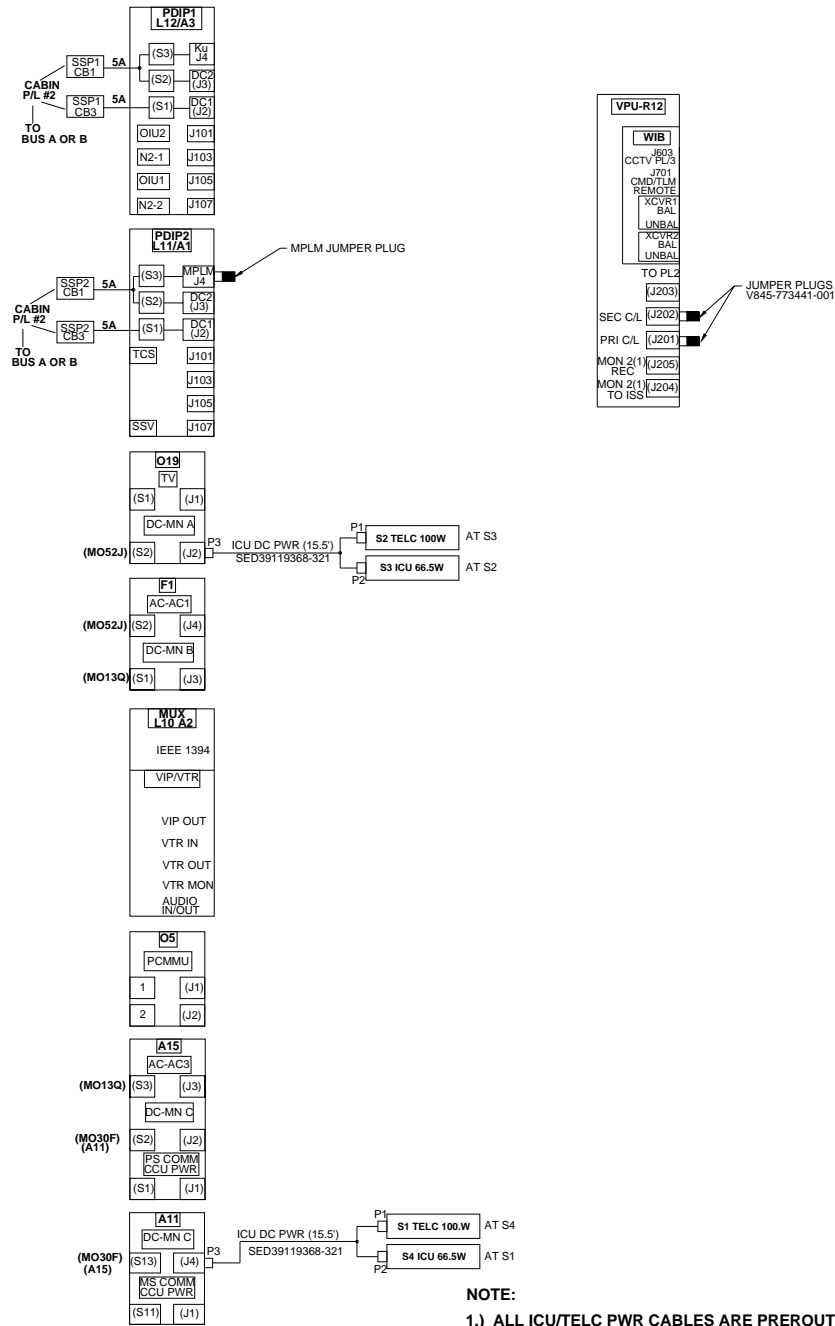 PDIP1
L12/A3
(S3)
Ku
J4
SSP1
CB1
5A
(S2)
DC2
(J3)
CABIN
P/L #2
SSP1
CB3
5A
(S1)
DC1
(J2)
TO
BUS A OR B
OIU2
J101
N2-1
J103
OIU1
J105
N2-2
J107
PDIP2
L11/A1
MPLM JUMPER PLUG
(S3)
MPLM
J4
SSP2
CB1
5A
(S2)
DC2
(J3)
CABIN
P/L #2
SSP2
CB3
5A
(S1)
DC1
(J2)
TO
BUS A OR B
TCS
J101
J103
J105
SSV
J107
VPU-R12
WIB
J603
CCTV PL/3
J701
CMD/TLM
REMOTE
XCVR1
BAL
UNBAL
XCVR2
BAL
UNBAL
TO PL2
(J203)
SEC C/L
(J202)
JUMPER PLUGS
V845-773441-001
PRI C/L
(J201)
MON 2(1)
REC
(J205)
MON 2(1)
TO ISS
(J204)
O19
TV
(S1)
(J1)
DC-MN A
(MO52J)
(S2)
(J2)
P3
ICU DC PWR (15.5')
SED39119368-321
P1
S2 TELC 100W
AT S3
P2
S3 ICU 66.5W
AT S2
F1
AC-AC1
(MO52J)
(S2)
(J4)
DC-MN B
(MO13Q)
(S1)
(J3)
MUX
L10 A2
IEEE 1394
VIP/VTR
VIP OUT
VTR IN
VTR OUT
VTR MON
AUDIO
IN/OUT
O5
PCMMU
1
(J1)
2
(J2)
A15
AC-AC3
(MO13Q)
(S3)
(J3)
DC-MN C
(MO30F)
(A11)
(S2)
(J2)
PS COMM
CCU PWR
(S1)
(J1)
A11
DC-MN C
(MO30F)
(A15)
(S13)
(J4)
P3
ICU DC PWR (15.5')
SED39119368-321
P1
S1 TELC 100.W
AT S4
P2
S4 ICU 66.5W
AT S1
MS COMM
CCU PWR
(S11)
(J1)
NOTE:
1.) ALL ICU/TELC PWR CABLES ARE PREROUT